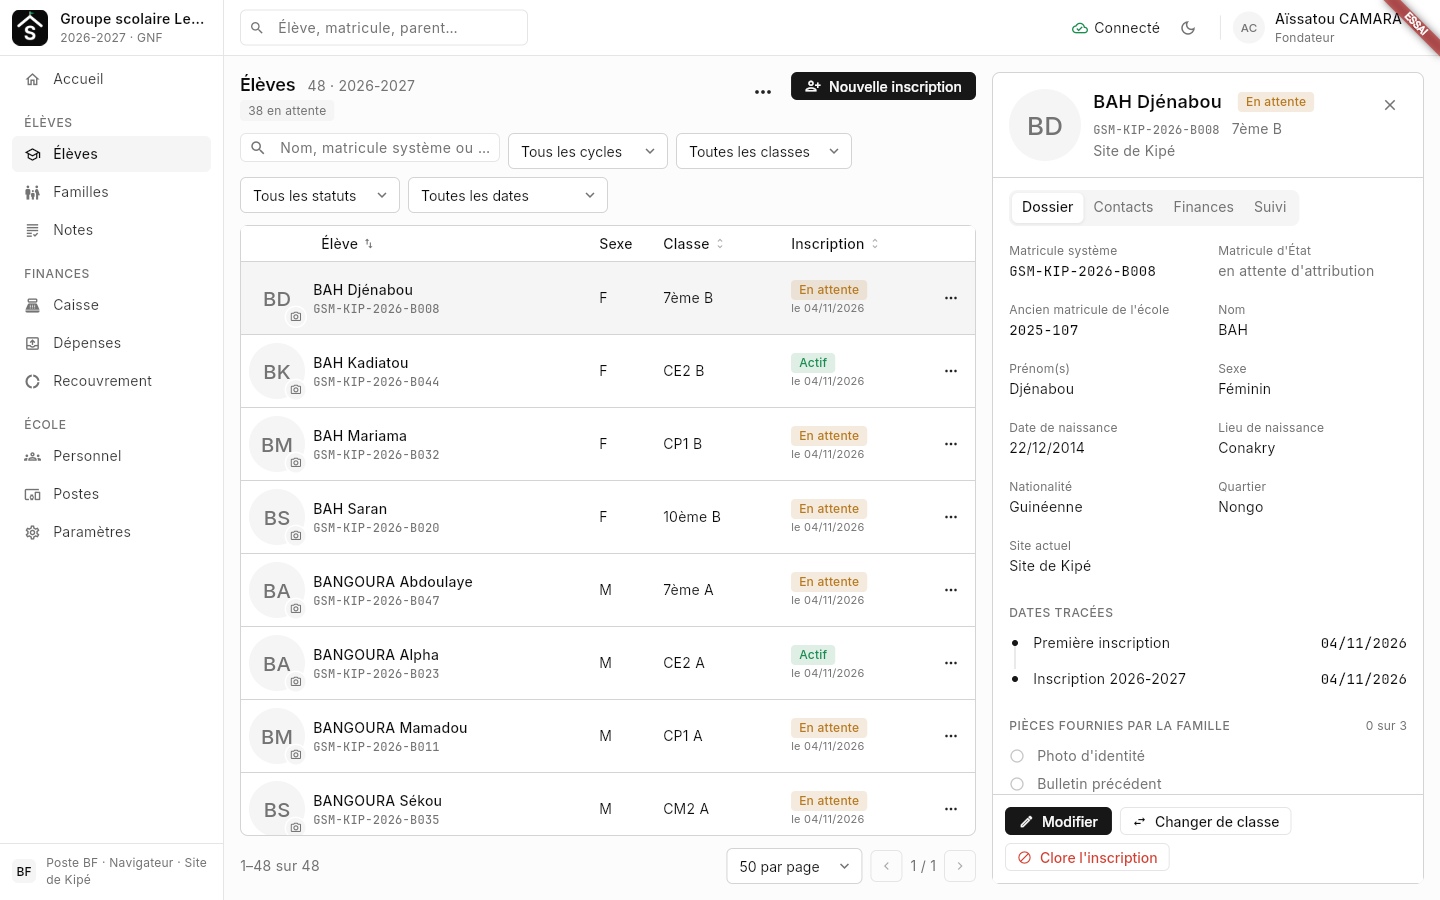 Groupe scolaire Le...
2026-2027 · GNF
Élève, matricule, parent...
Connecté
AC
Aïssatou CAMARA
Fondateur
ESSAI
Accueil
ÉLÈVES
Élèves
Familles
Notes
FINANCES
Caisse
Dépenses
Recouvrement
ÉCOLE
Personnel
Postes
Paramètres
BF
Poste BF · Navigateur · Site
de Kipé
Élèves 48 · 2026-2027
38 en attente
Nouvelle inscription
Nom, matricule système ou ...
Tous les cycles
Toutes les classes
Tous les statuts
Toutes les dates
Élève Sexe Classe Inscription
BD BAH Djénabou F 7ème B En attente
GSM-KIP-2026-B008 le 04/11/2026
BK BAH Kadiatou F CE2 B Actif
GSM-KIP-2026-B044 le 04/11/2026
BM BAH Mariama F CP1 B En attente
GSM-KIP-2026-B032 le 04/11/2026
BS BAH Saran F 10ème B En attente
GSM-KIP-2026-B020 le 04/11/2026
BA BANGOURA Abdoulaye M 7ème A En attente
GSM-KIP-2026-B047 le 04/11/2026
BA BANGOURA Alpha M CE2 A Actif
GSM-KIP-2026-B023 le 04/11/2026
BM BANGOURA Mamadou M CP1 A En attente
GSM-KIP-2026-B011 le 04/11/2026
BS BANGOURA Sékou M CM2 A En attente
GSM-KIP-2026-B035 le 04/11/2026
1–48 sur 48
50 par page
1 / 1
BD
BAH Djénabou En attente
GSM-KIP-2026-B008 7ème B
Site de Kipé
Dossier Contacts Finances Suivi
Matricule système Matricule d'État
GSM-KIP-2026-B008 en attente d'attribution
Ancien matricule de l'école Nom
2025-107 BAH
Prénom(s) Sexe
Djénabou Féminin
Date de naissance Lieu de naissance
22/12/2014 Conakry
Nationalité Quartier
Guinéenne Nongo
Site actuel
Site de Kipé
DATES TRACÉES
Première inscription 04/11/2026
Inscription 2026-2027 04/11/2026
PIÈCES FOURNIES PAR LA FAMILLE 0 sur 3
Photo d'identité
Bulletin précédent
Modifier
Changer de classe
Clore l'inscription